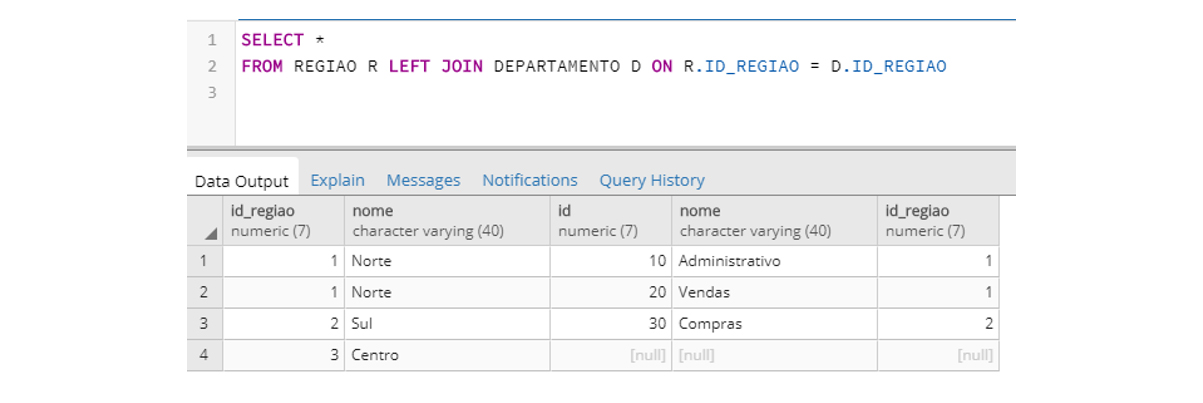 1 SELECT *
2 FROM REGIAO R LEFT JOIN DEPARTAMENTO D ON R.ID_REGIAO = D.ID_REGIAO
3
Data Output Explain Messages Notifications Query History
id_regiao nome id nome id_regiao
numeric (7) character varying (40) numeric (7) character varying (40) numeric (7)
1 1 Norte 10 Administrativo 1
2 1 Norte 20 Vendas 1
3 2 Sul 30 Compras 2
4 3 Centro [null] [null] [null]